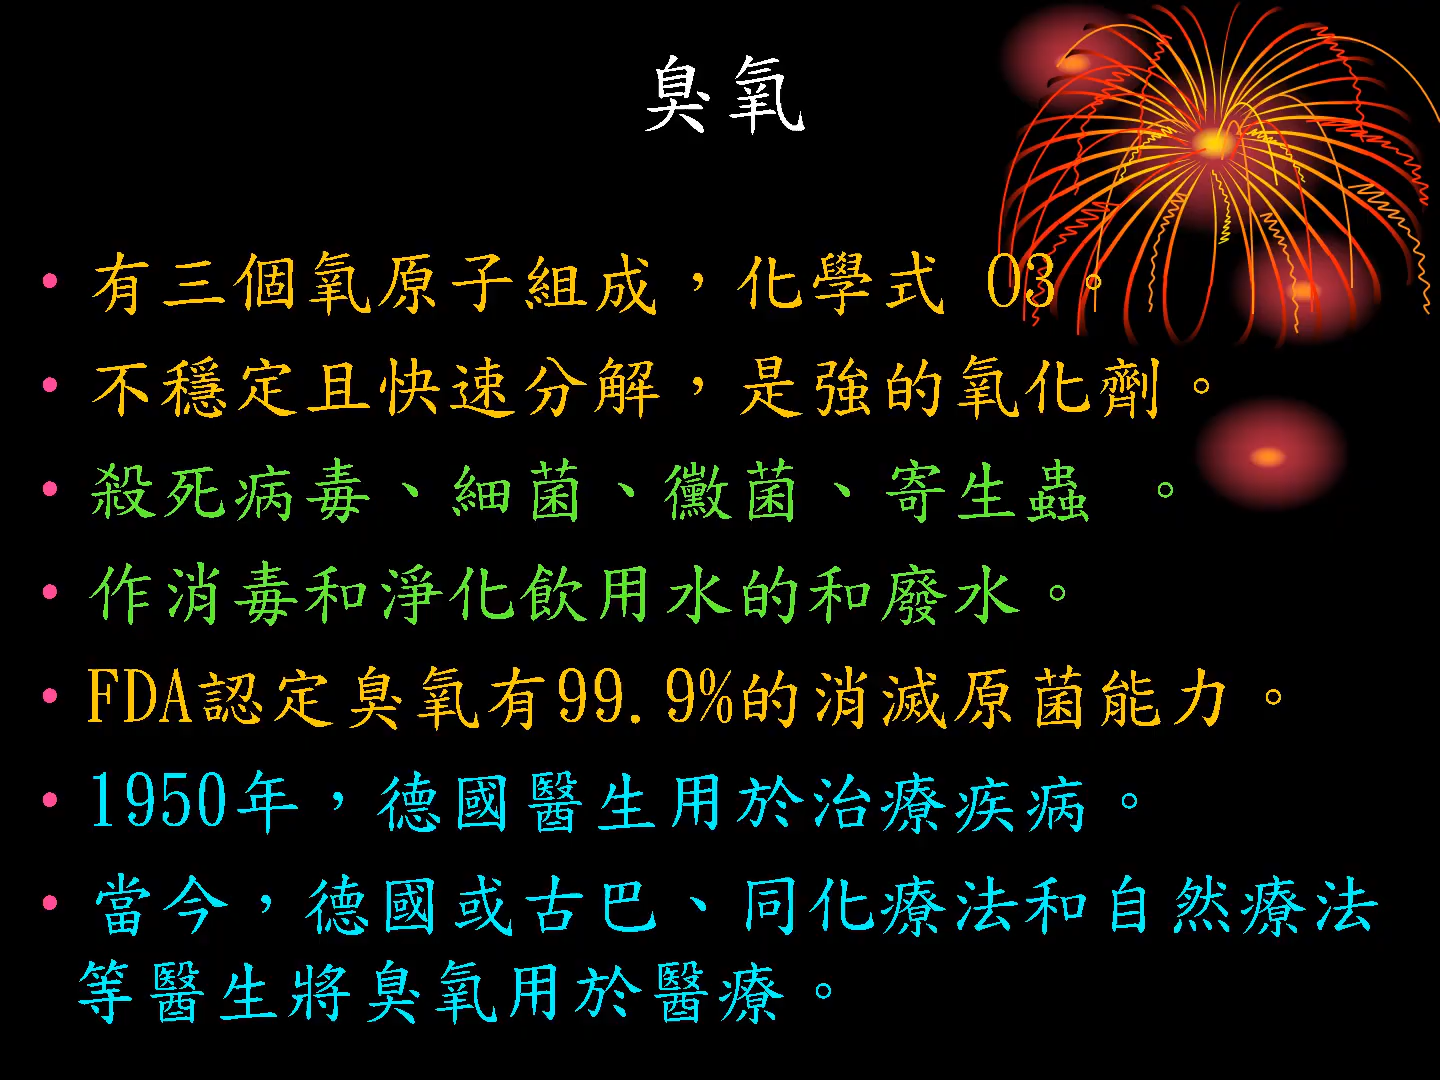 臭氧
• 有三個氧原子組成，化學式 O3。
• 不穩定且快速分解，是強的氧化劑。
• 殺死病毒、細菌、黴菌、寄生蟲 。
• 作消毒和淨化飲用水的和廢水。
• FDA認定臭氧有99.9%的消滅原菌能力。
• 1950年，德國醫生用於治療疾病。
• 當今，德國或古巴、同化療法和自然療法
等醫生將臭氧用於醫療。